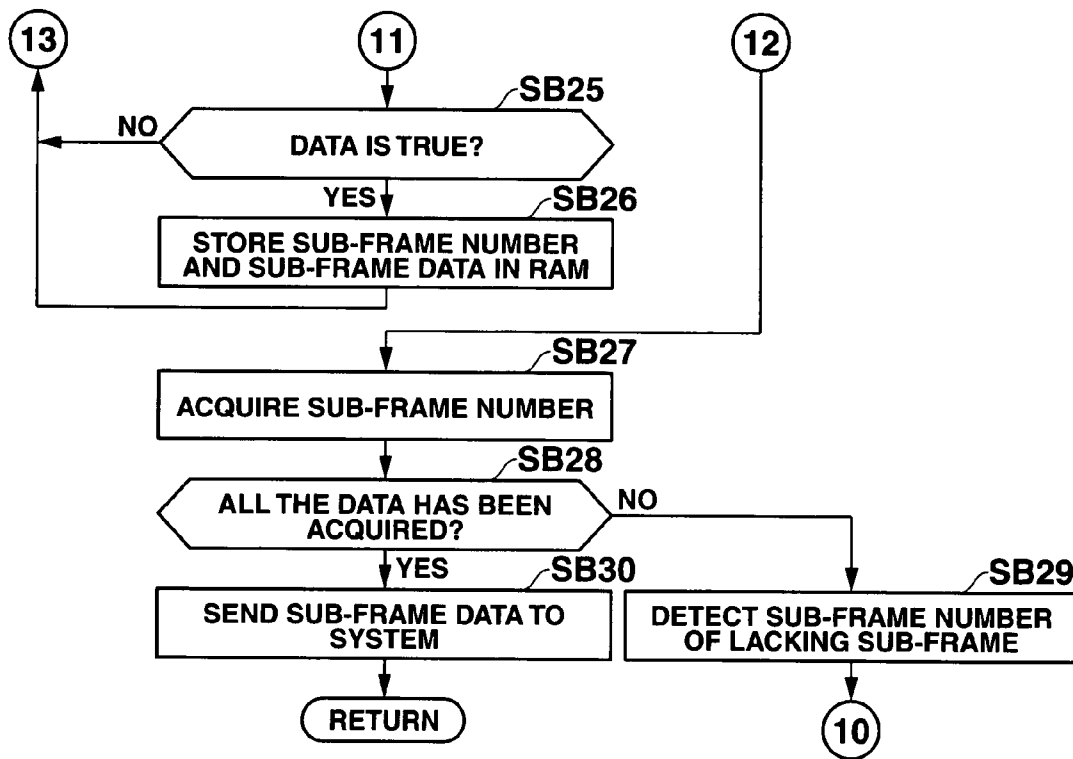 13
11
12
SB25
NO
DATA IS TRUE?
YES
SB26
STORE SUB-FRAME NUMBER
AND SUB-FRAME DATA IN RAM
SB27
ACQUIRE SUB-FRAME NUMBER
SB28
ALL THE DATA HAS BEEN
ACQUIRED?
NO
YES
SB30
SB29
SEND SUB-FRAME DATA TO
SYSTEM
DETECT SUB-FRAME NUMBER
OF LACKING SUB-FRAME
RETURN
10